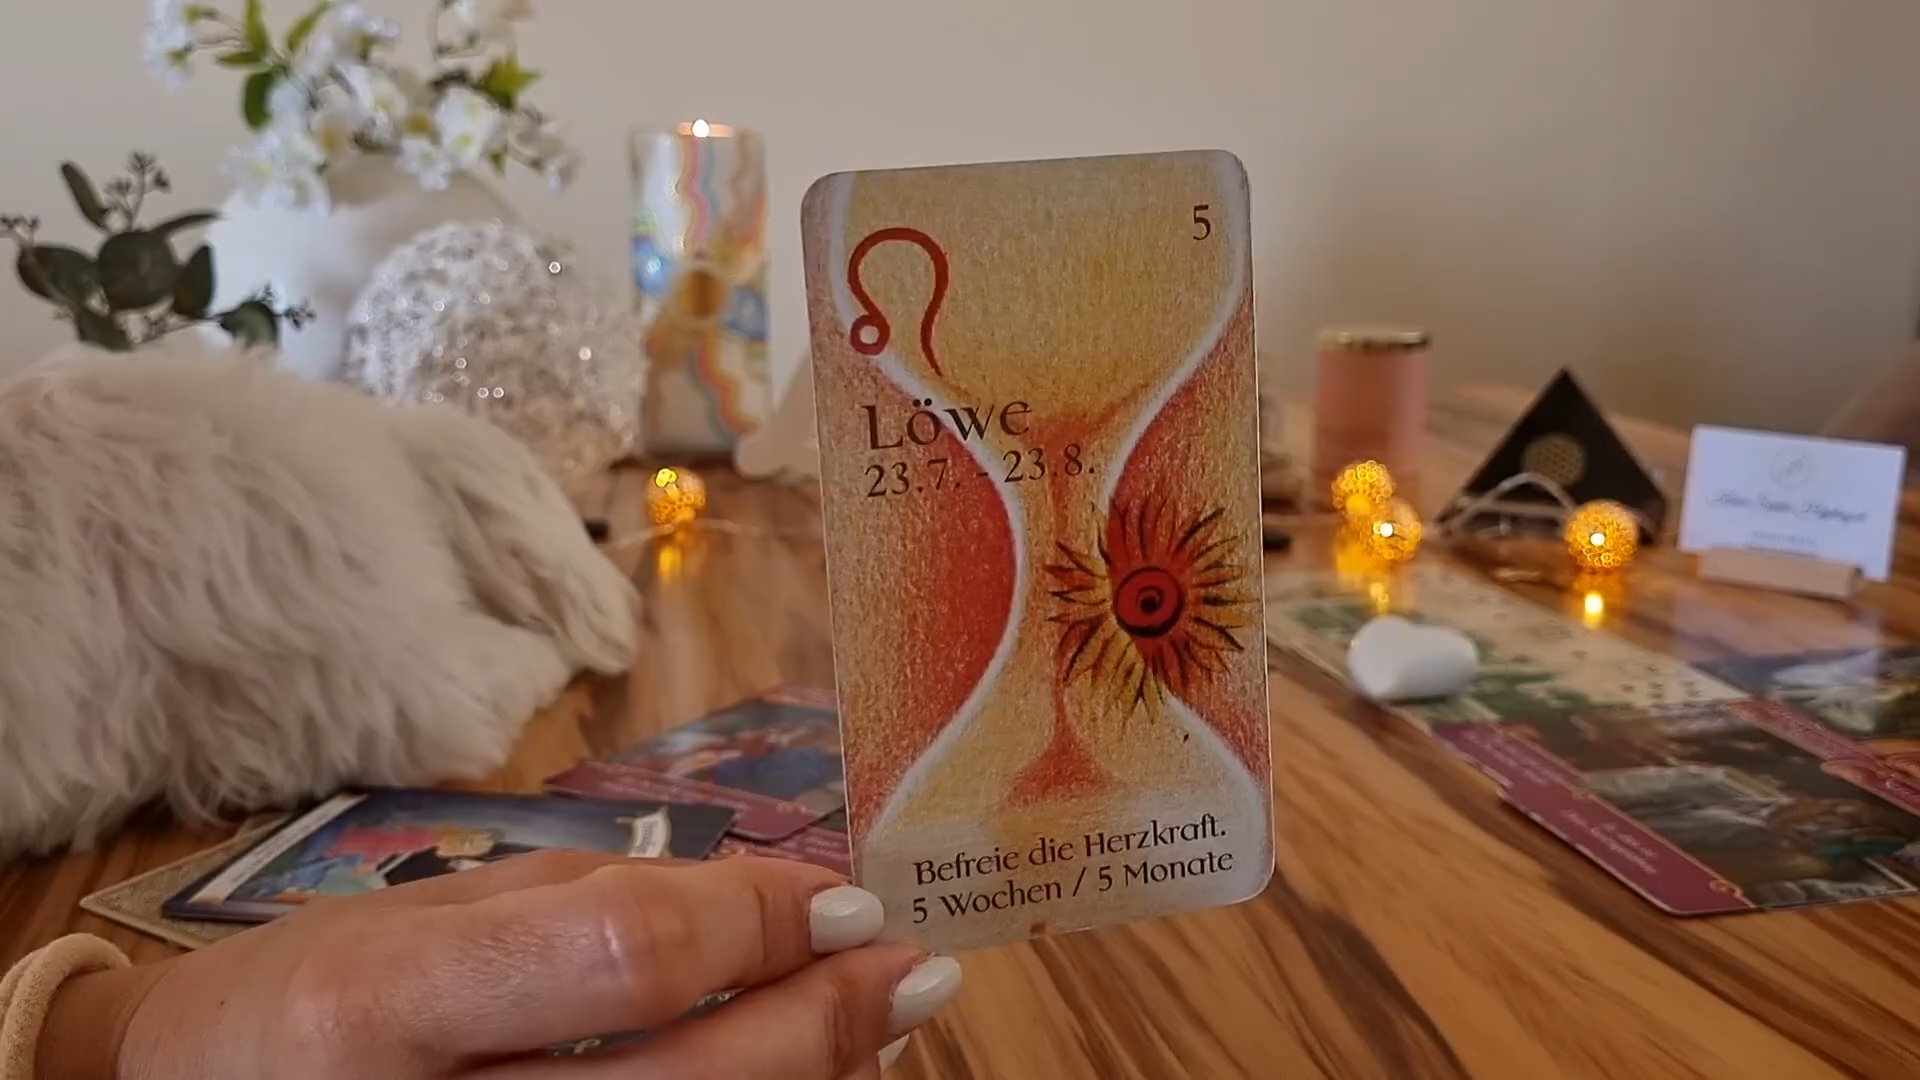 5
Löwe
23.7. - 23.8.
Befreie die Herzkraft.
5 Wochen / 5 Monate